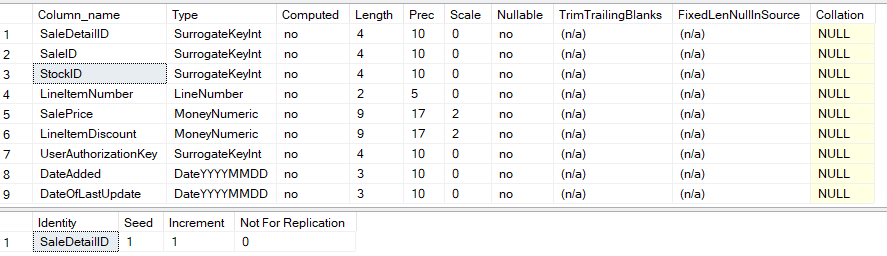 Column_name Type Computed Length Prec Scale Nullable TrimTrailingBlanks FixedLenNullInSource Collation
1 SaleDetailID SurrogateKeyInt no 4 10 0 no (n/a) (n/a) NULL
2 SaleID SurrogateKeyInt no 4 10 0 no (n/a) (n/a) NULL
3 StockID SurrogateKeyInt no 4 10 0 no (n/a) (n/a) NULL
4 LineItemNumber LineNumber no 2 5 0 no (n/a) (n/a) NULL
5 SalePrice MoneyNumeric no 9 17 2 no (n/a) (n/a) NULL
6 LineItemDiscount MoneyNumeric no 9 17 2 no (n/a) (n/a) NULL
7 UserAuthorizationKey SurrogateKeyInt no 4 10 0 no (n/a) (n/a) NULL
8 DateAdded DateYYYYMMDD no 3 10 0 no (n/a) (n/a) NULL
9 DateOfLastUpdate DateYYYYMMDD no 3 10 0 no (n/a) (n/a) NULL
Identity Seed Increment Not For Replication
1 SaleDetailID 1 1 0